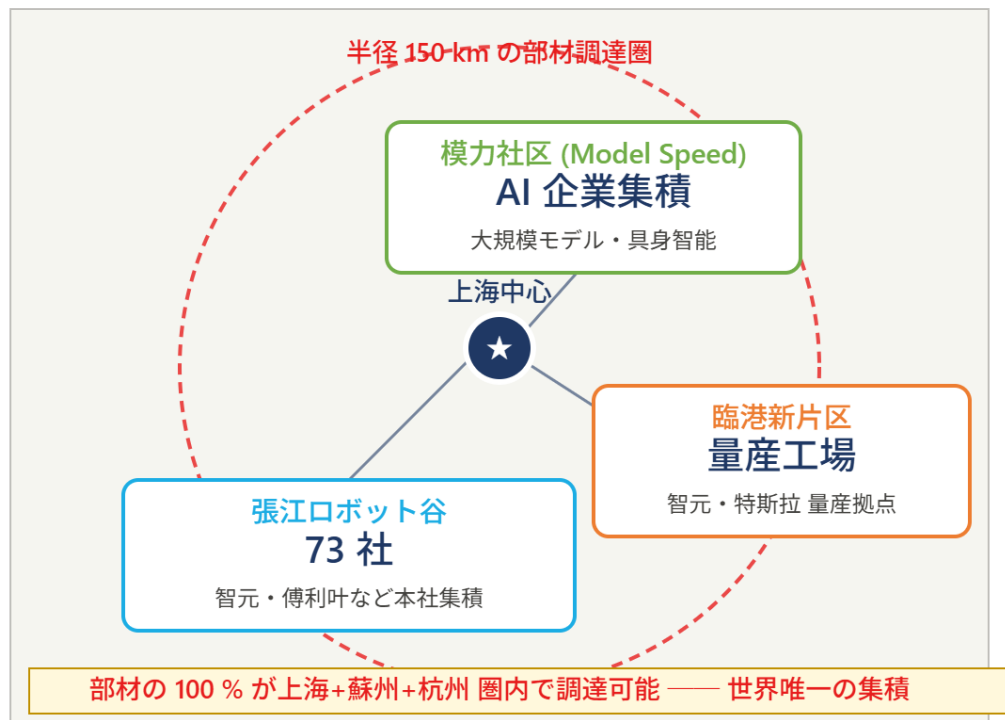 半径 150 km の部材調達圏
模力社区 (Model Speed)
AI 企業集積
大規模モデル・具身智能
上海中心
★
臨港新片区
量産工場
智元・特斯拉 量産拠点
張江ロボット谷
73 社
智元・傅利叶など本社集積
部材の 100 % が上海+蘇州+杭州 圏内で調達可能 —— 世界唯一の集積